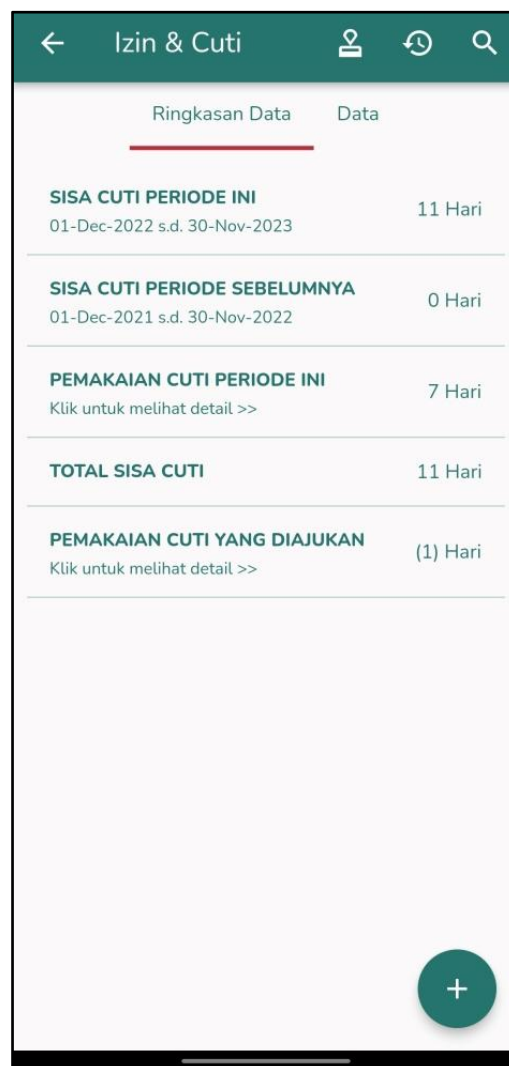 Izin & Cuti
Ringkasan Data Data
SISA CUTI PERIODE INI
01-Dec-2022 s.d. 30-Nov-2023
11 Hari
SISA CUTI PERIODE SEBELUMNYA
01-Dec-2021 s.d. 30-Nov-2022
0 Hari
PEMAKAIAN CUTI PERIODE INI
Klik untuk melihat detail >>
7 Hari
TOTAL SISA CUTI 11 Hari
PEMAKAIAN CUTI YANG DIAJUKAN
Klik untuk melihat detail >>
(1) Hari